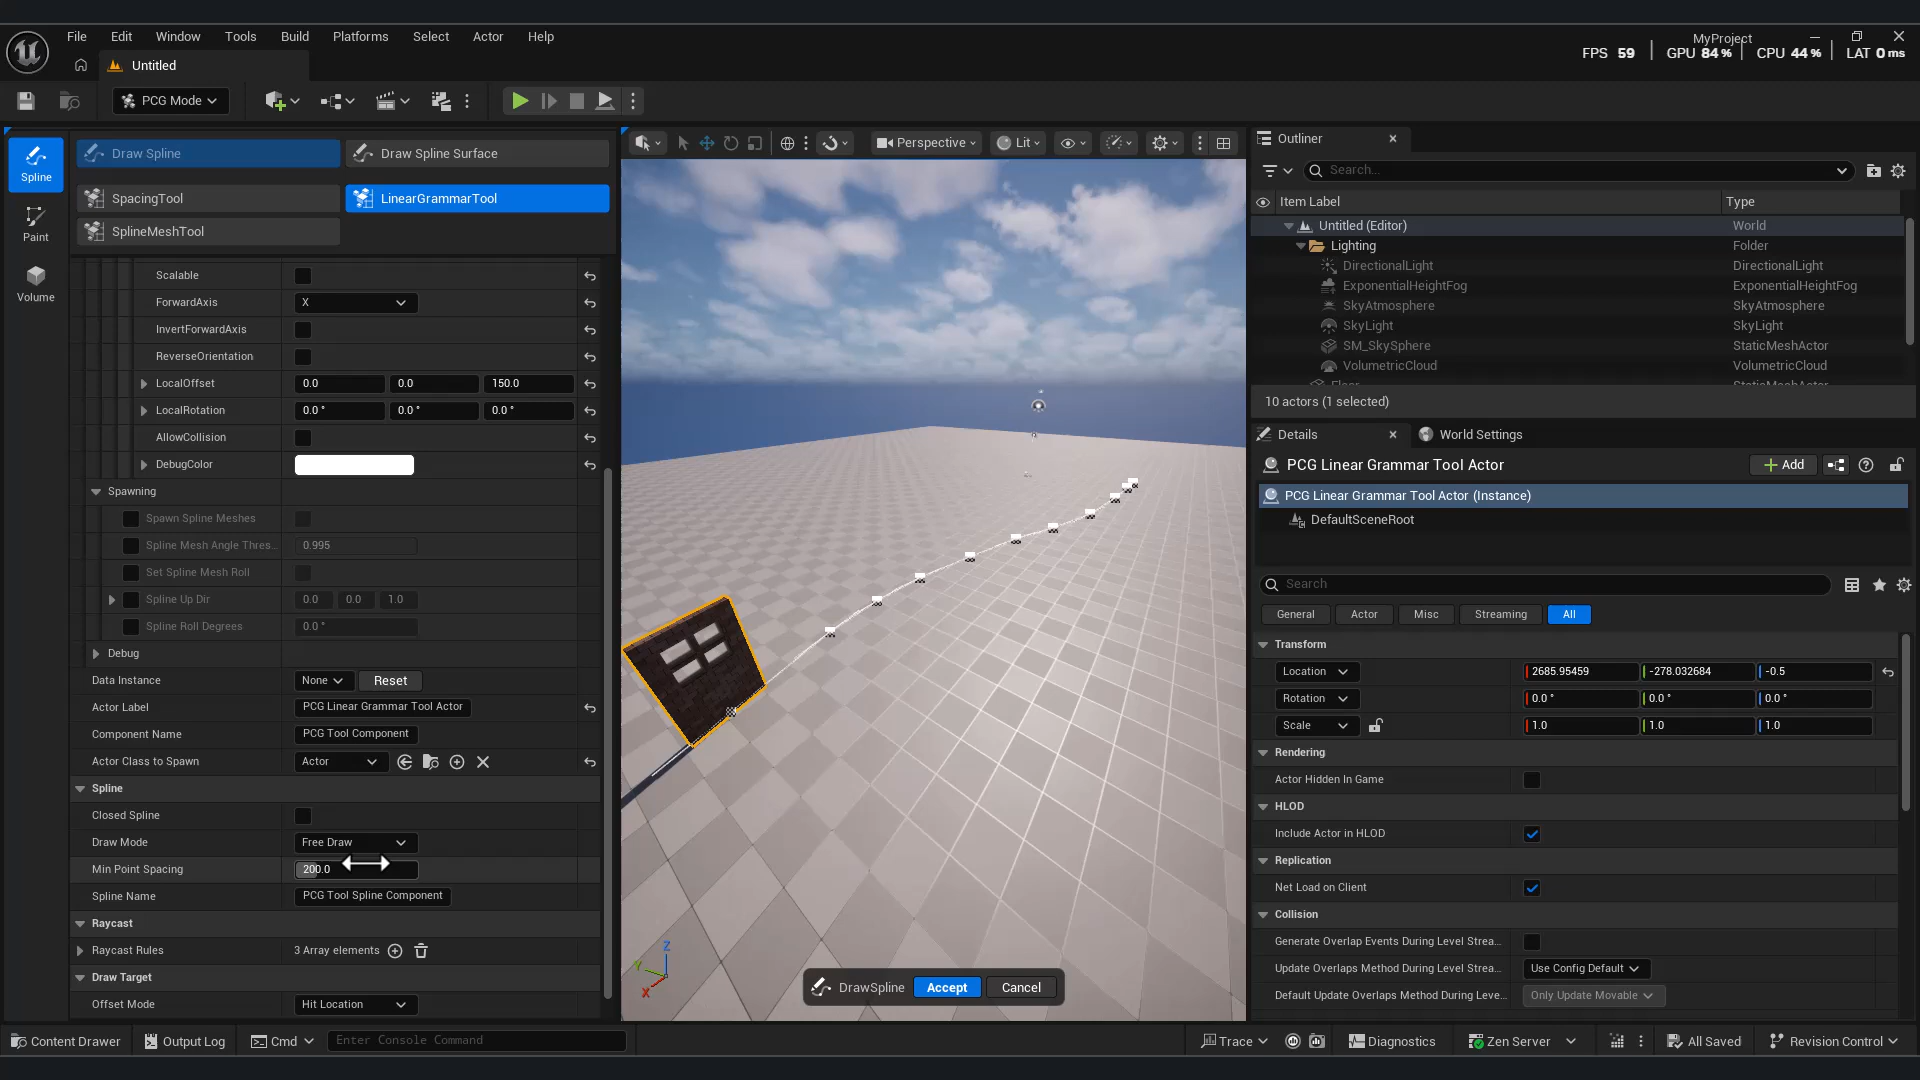 File Edit Window Tools Build Platforms Select Actor Help
MyProject
FPS 59 GPU 84 % CPU 44 % LAT 0 ms
Untitled
PCG Mode
Spline
Paint
Volume
Draw Spline
Draw Spline Surface
SpacingTool
LinearGrammarTool
SplineMeshTool
Scalable
ForwardAxis X
InvertForwardAxis
ReverseOrientation
LocalOffset 0.0 0.0 150.0
LocalRotation 0.0 ° 0.0 ° 0.0 °
AllowCollision
DebugColor
Spawning
Spawn Spline Meshes
Spline Mesh Angle Thres... 0.995
Set Spline Mesh Roll
Spline Up Dir 0.0 0.0 1.0
Spline Roll Degrees 0.0 °
Debug
Data Instance None Reset
Actor Label PCG Linear Grammar Tool Actor
Component Name PCG Tool Component
Actor Class to Spawn Actor
Spline
Closed Spline
Draw Mode Free Draw
Min Point Spacing 200.0
Spline Name PCG Tool Spline Component
Raycast
Raycast Rules 3 Array elements
Draw Target
Offset Mode Hit Location
Perspective Lit
Z
Y
X
DrawSpline Accept Cancel
Outliner
Search...
Item Label Type
Untitled (Editor) World
Lighting Folder
DirectionalLight DirectionalLight
ExponentialHeightFog ExponentialHeightFog
SkyAtmosphere SkyAtmosphere
SkyLight SkyLight
SM_SkySphere StaticMeshActor
VolumetricCloud VolumetricCloud
Floor StaticMeshActor
10 actors (1 selected)
Details World Settings
PCG Linear Grammar Tool Actor Add
PCG Linear Grammar Tool Actor (Instance)
DefaultSceneRoot
Search
General Actor Misc Streaming All
Transform
Location 2685.95459 -278.032684 -0.5
Rotation 0.0 ° 0.0 ° 0.0 °
Scale 1.0 1.0 1.0
Rendering
Actor Hidden In Game
HLOD
Include Actor in HLOD
Replication
Net Load on Client
Collision
Generate Overlap Events During Level Strea...
Update Overlaps Method During Level Strea... Use Config Default
Default Update Overlaps Method During Leve... Only Update Movable
Content Drawer Output Log Cmd Enter Console Command Trace Diagnostics Zen Server All Saved Revision Control